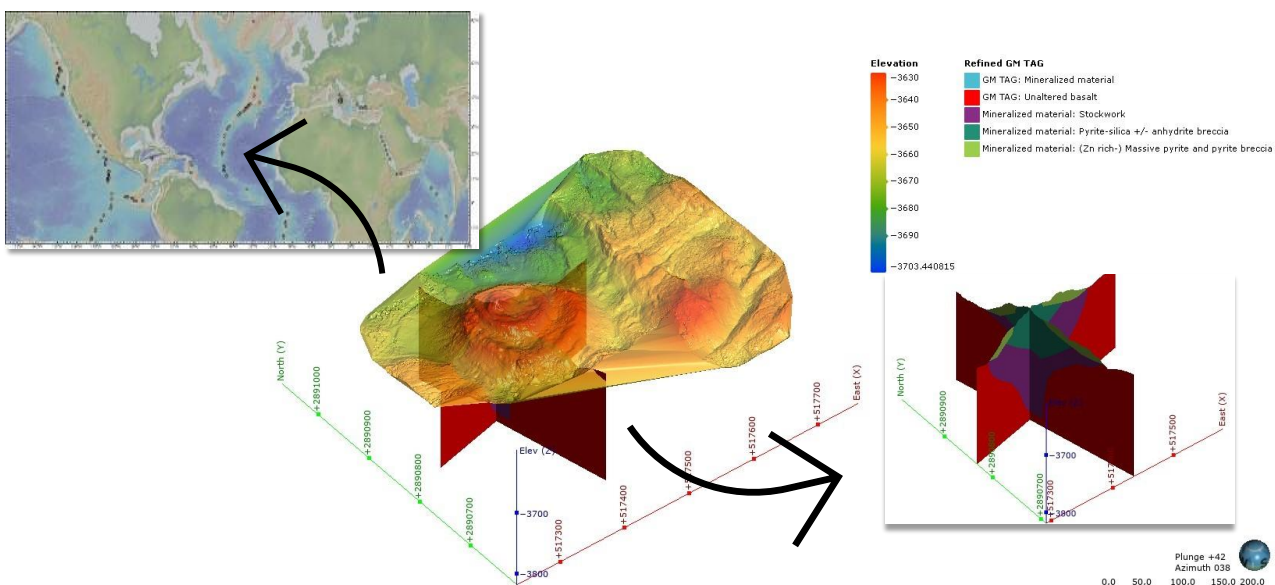 Elevation
−3630
−3640
−3650
−3660
−3670
−3680
−3690
−3703.440815
Refined GM TAG
GM TAG: Mineralized material
GM TAG: Unaltered basalt
Mineralized material: Stockwork
Mineralized material: Pyrite-silica +/- anhydrite breccia
Mineralized material: (Zn rich-) Massive pyrite and pyrite breccia
North (Y)
+2891000
+2890900
+2890800
+2890700
Elev (Z)
−3700
−3800
+517300
+517400
+517500
+517600
+517700
East (X)
North (Y)
+2890900
+2890700
−3700
−3800
+517300
+517500
East (X)
Plunge +42
Azimuth 038
0.0 50.0 100.0 150.0 200.0